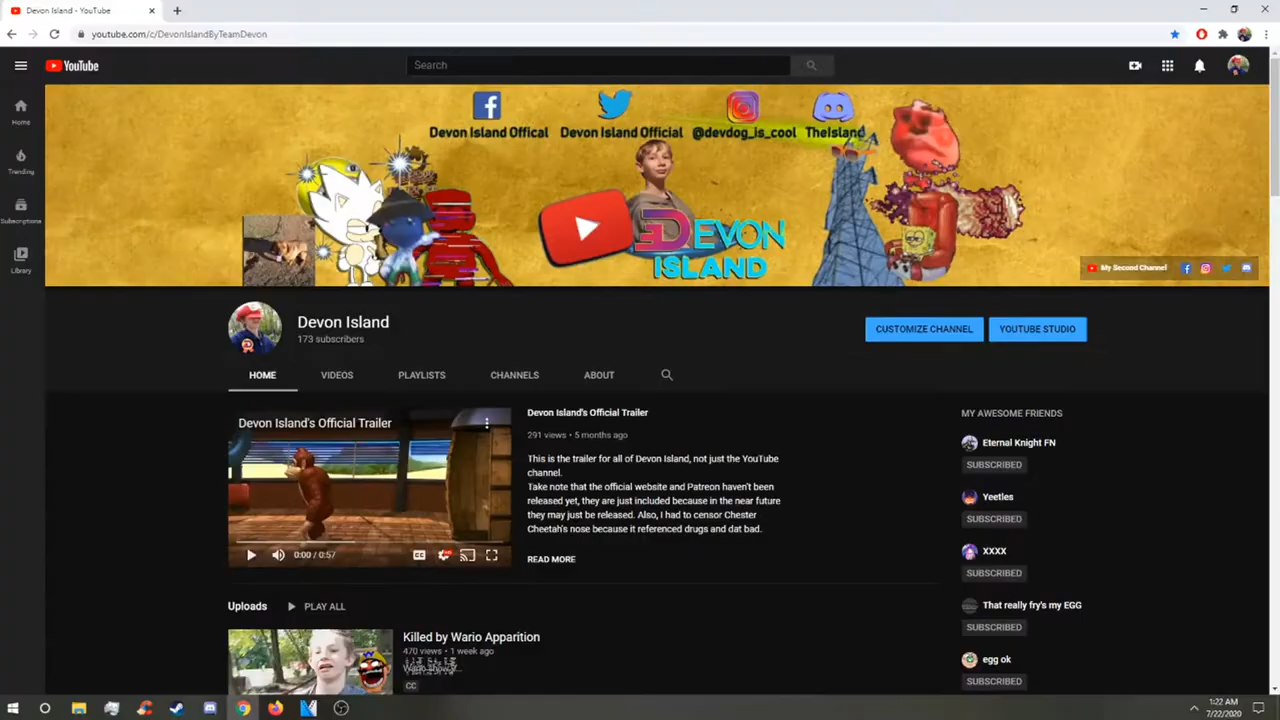 Devon Island - YouTube
youtube.com/c/DevonIslandByTeamDevon
YouTube
Search
Home
Trending
Subscriptions
Library
Devon Island Offical
Devon Island Official
@devdog_is_cool
TheIsland
DEVON
ISLAND
My Second Channel
Devon Island
173 subscribers
CUSTOMIZE CHANNEL
YOUTUBE STUDIO
HOME
VIDEOS
PLAYLISTS
CHANNELS
ABOUT
Devon Island's Official Trailer
0:00 / 0:57
Devon Island's Official Trailer
291 views • 5 months ago
This is the trailer for all of Devon Island, not just the YouTube
channel.
Take note that the official website and Patreon haven't been
released yet, they are just included because in the near future
they may just be released. Also, I had to censor Chester
Cheetah's nose because it referenced drugs and dat bad.
READ MORE
MY AWESOME FRIENDS
Eternal Knight FN
SUBSCRIBED
Yeetles
SUBSCRIBED
XXXX
SUBSCRIBED
That really fry's my EGG
SUBSCRIBED
egg ok
SUBSCRIBED
Uploads
PLAY ALL
Killed by Wario Apparition
470 views • 1 week ago
CC
1:22 AM
7/22/2020